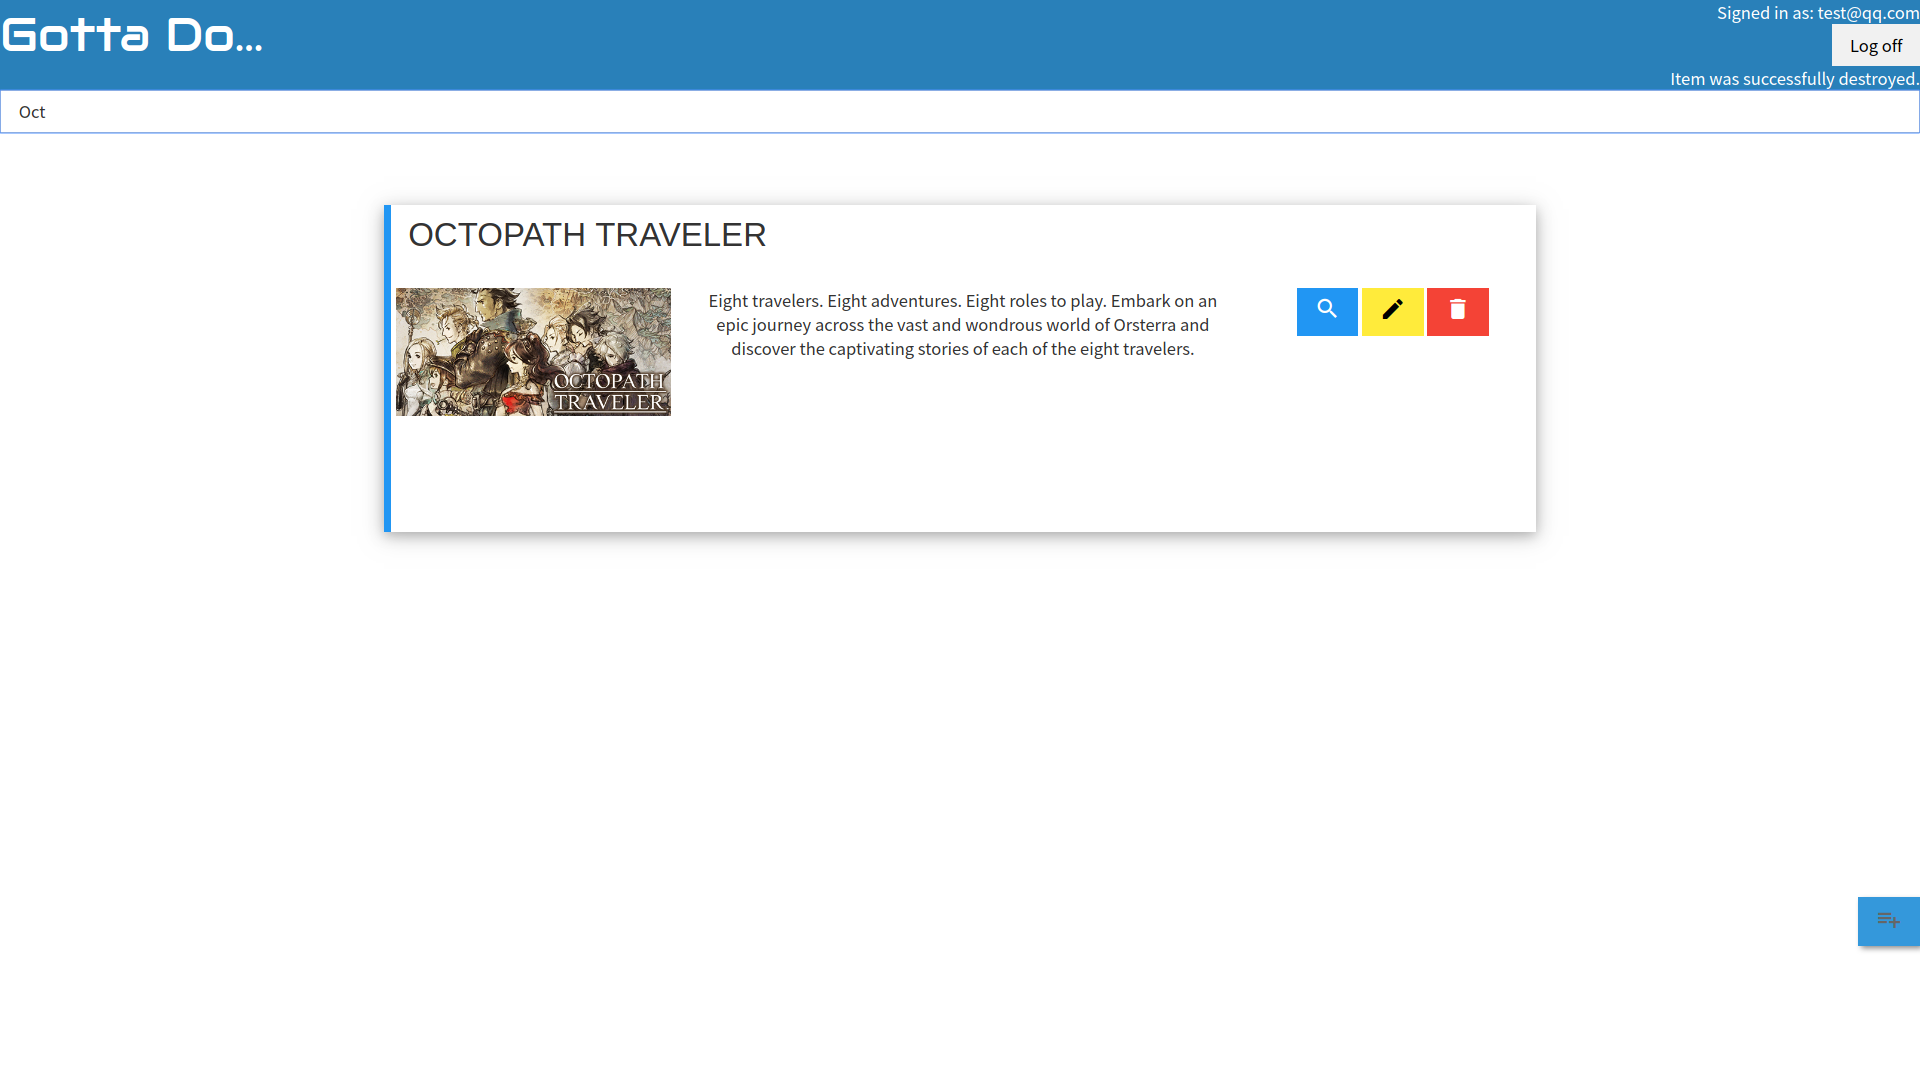 Gotta Do...
Signed in as: test@qq.com
Log off
Item was successfully destroyed.
Oct
OCTOPATH TRAVELER
Eight travelers. Eight adventures. Eight roles to play. Embark on an
epic journey across the vast and wondrous world of Orsterra and
discover the captivating stories of each of the eight travelers.
OCTOPATH
TRAVELER